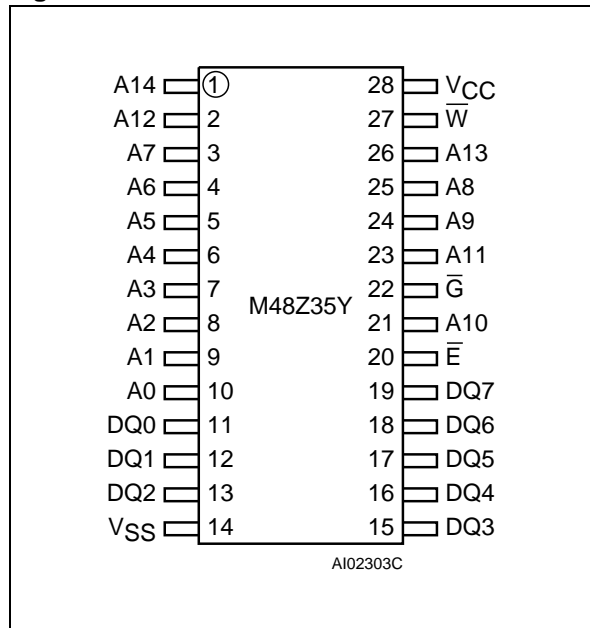 A14 1 28 VCC
A12 2 27 W̅
A7 3 26 A13
A6 4 25 A8
A5 5 24 A9
A4 6 23 A11
A3 7 22 G̅
M48Z35Y
A2 8 21 A10
A1 9 20 E̅
A0 10 19 DQ7
DQ0 11 18 DQ6
DQ1 12 17 DQ5
DQ2 13 16 DQ4
VSS 14 15 DQ3
AI02303C